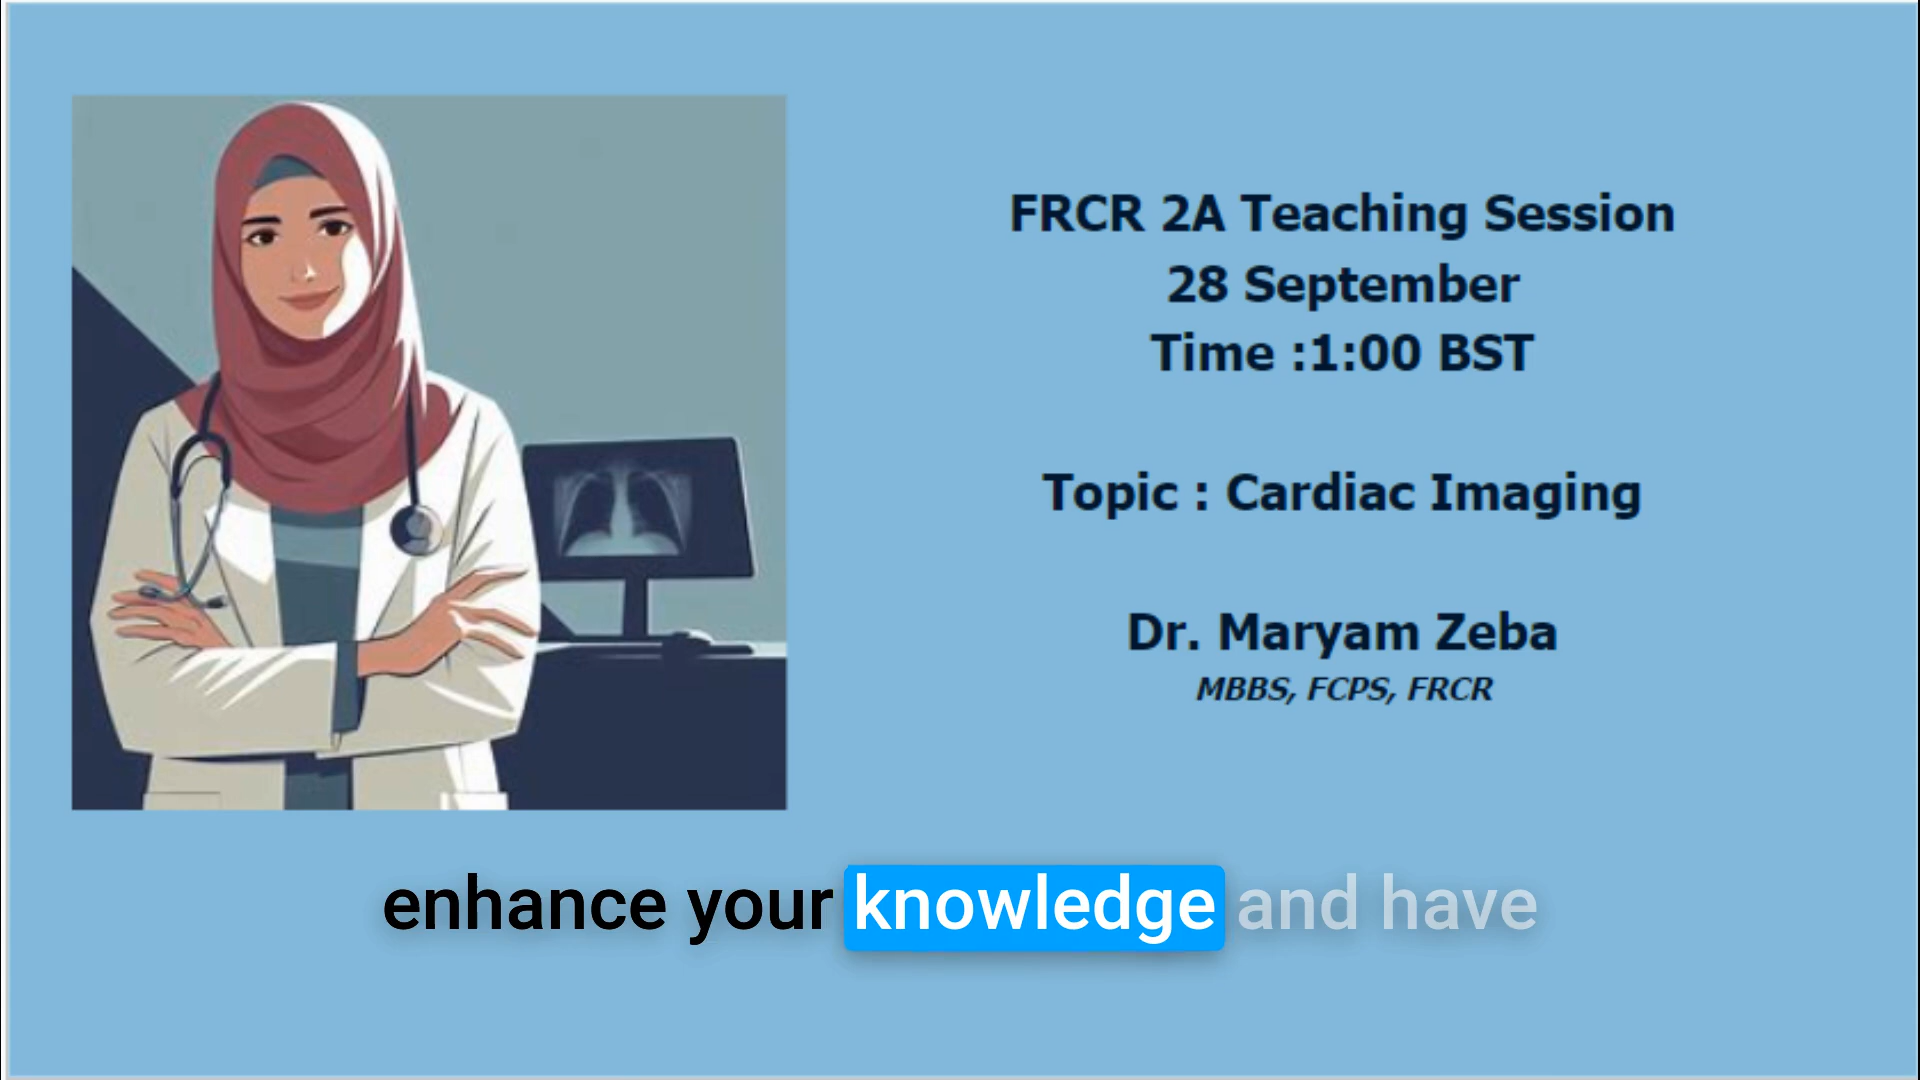 FRCR 2A Teaching Session
28 September
Time :1:00 BST
Topic : Cardiac Imaging
Dr. Maryam Zeba
MBBS, FCPS, FRCR
enhance your knowledge and have